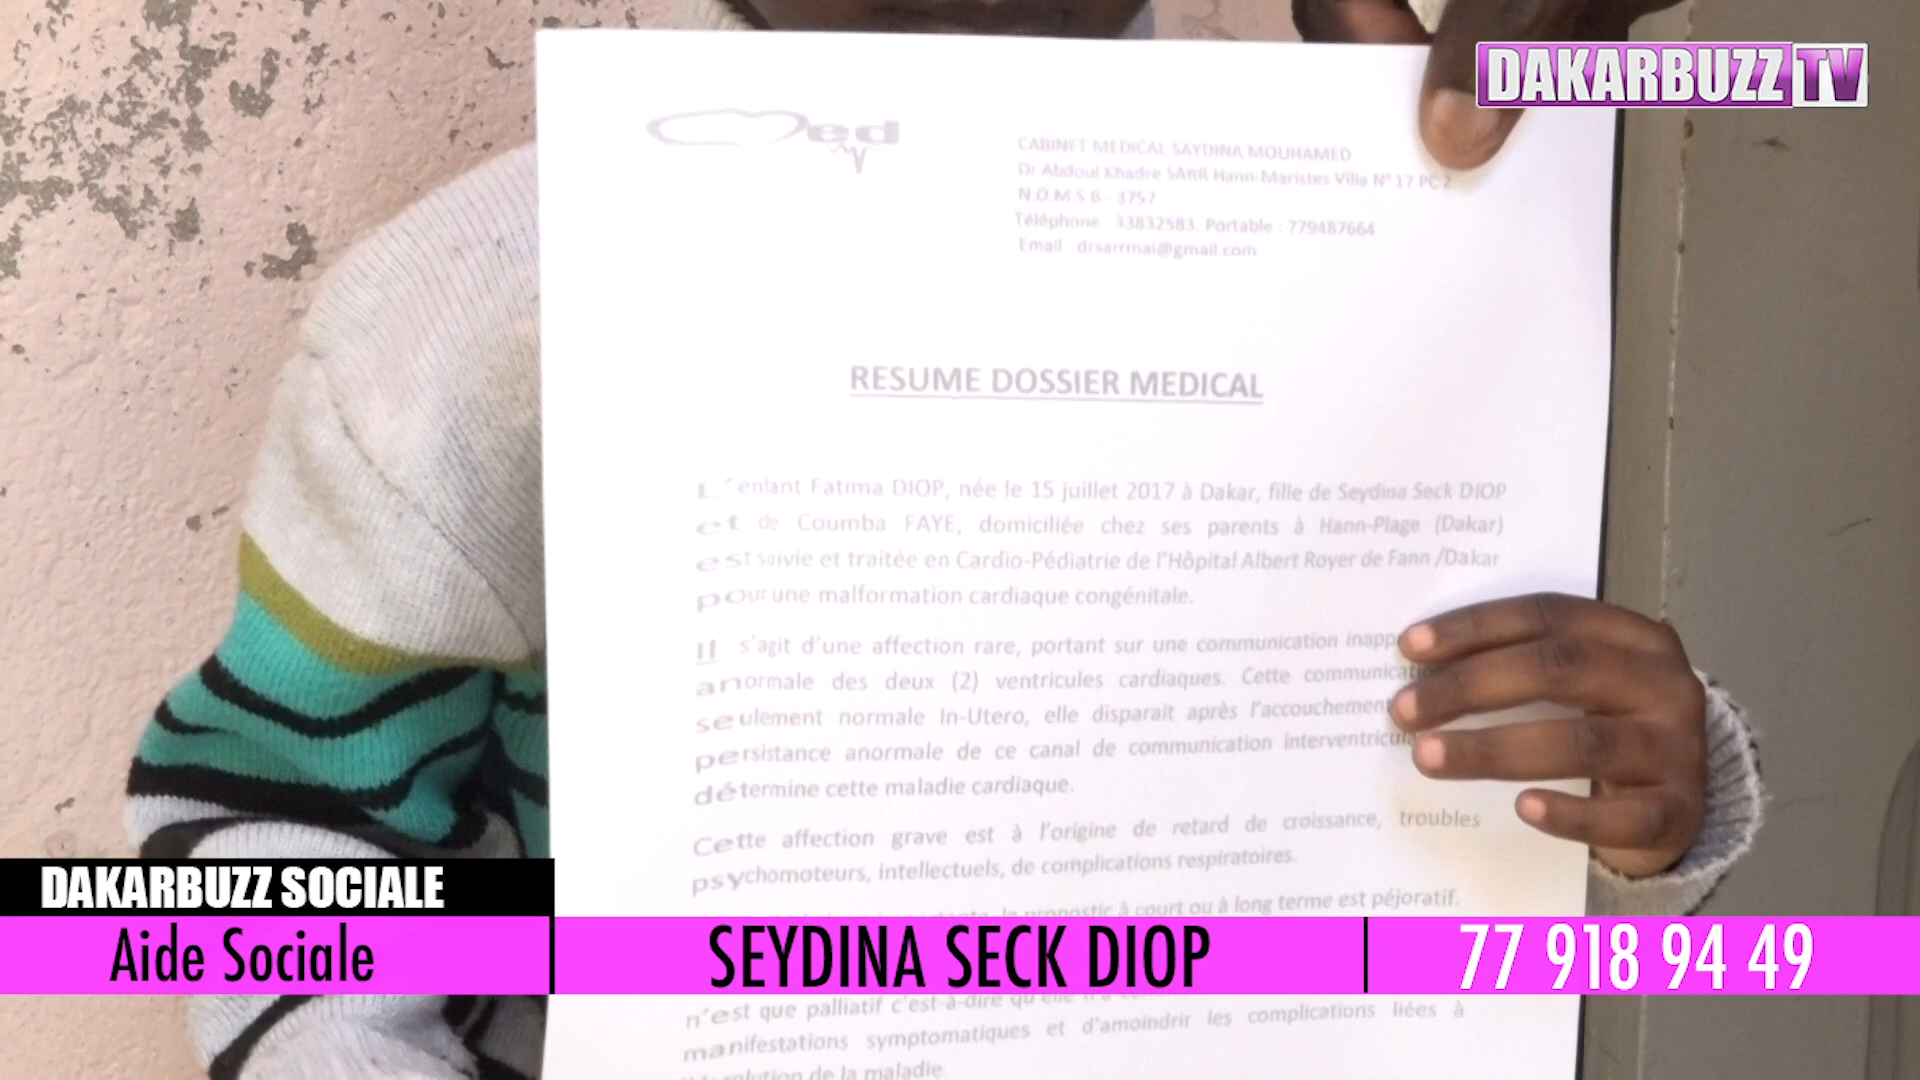 DAKARBUZZ TV
Med
CABINET MEDICAL SAYDINA MOUHAMED
Dr Abdoul Khadre SARR Hann-Maristes Villa N° 17 PC 2
N.O.M.S B - 3757
Téléphone : 33832583. Portable : 779487664
Email : drsarrmai@gmail.com
RESUME DOSSIER MEDICAL
L'enfant Fatima DIOP, née le 15 juillet 2017 à Dakar, fille de Seydina Seck DIOP
et de Coumba FAYE, domiciliée chez ses parents à Hann-Plage (Dakar)
est suivie et traitée en Cardio-Pédiatrie de l'Hôpital Albert Royer de Fann /Dakar
pour une malformation cardiaque congénitale.
Il s'agit d'une affection rare, portant sur une communication
anormale des deux (2) ventricules cardiaques. Cette
seulement normale In-Utero, elle disparait après
persistance anormale de ce canal de communication
détermine cette maladie cardiaque.
Cette affection grave est à l'origine de retard de croissance, troubles
psychomoteurs, intellectuels, de complications respiratoires.
le pronostic à court ou à long terme est péjoratif.
DAKARBUZZ SOCIALE
Aide Sociale
SEYDINA SECK DIOP
77 918 94 49
n'est que palliatif c'est-à-dire
manifestations symptomatiques et d'amoindrir les complications liées à
de la maladie